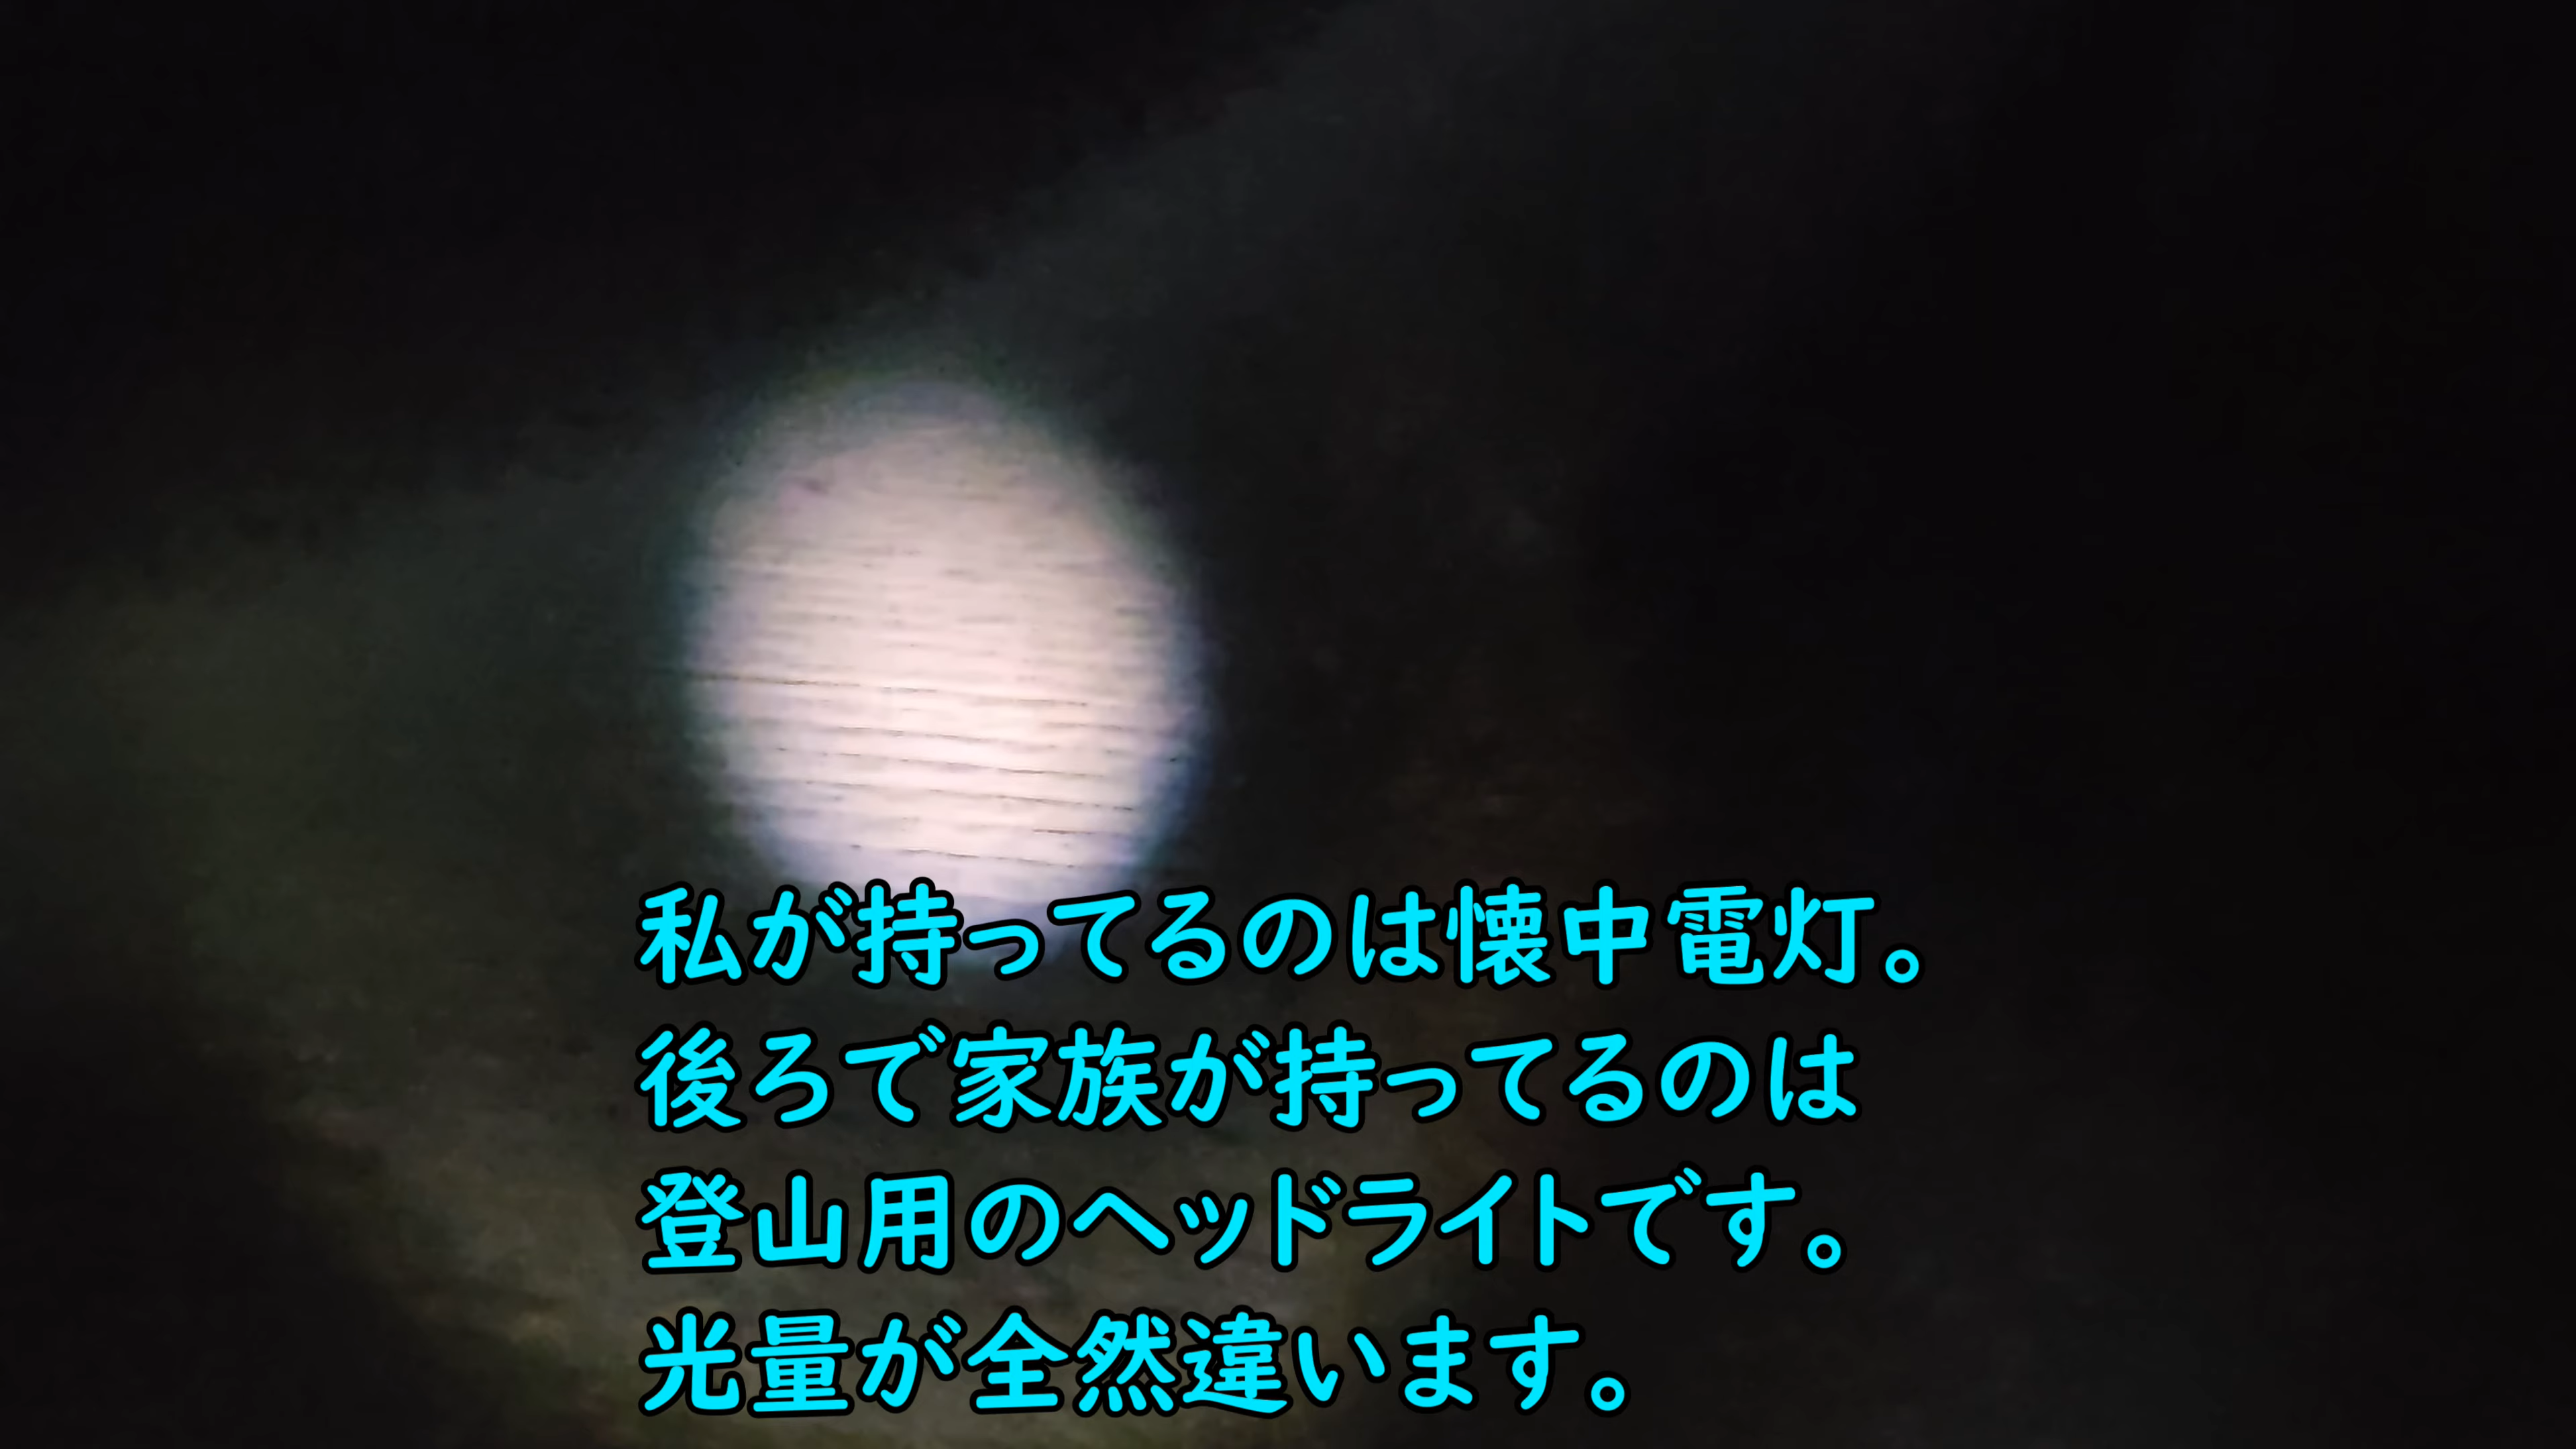 私が持ってるのは懐中電灯。
後ろで家族が持ってるのは
登山用のヘッドライトです。
光量が全然違います。